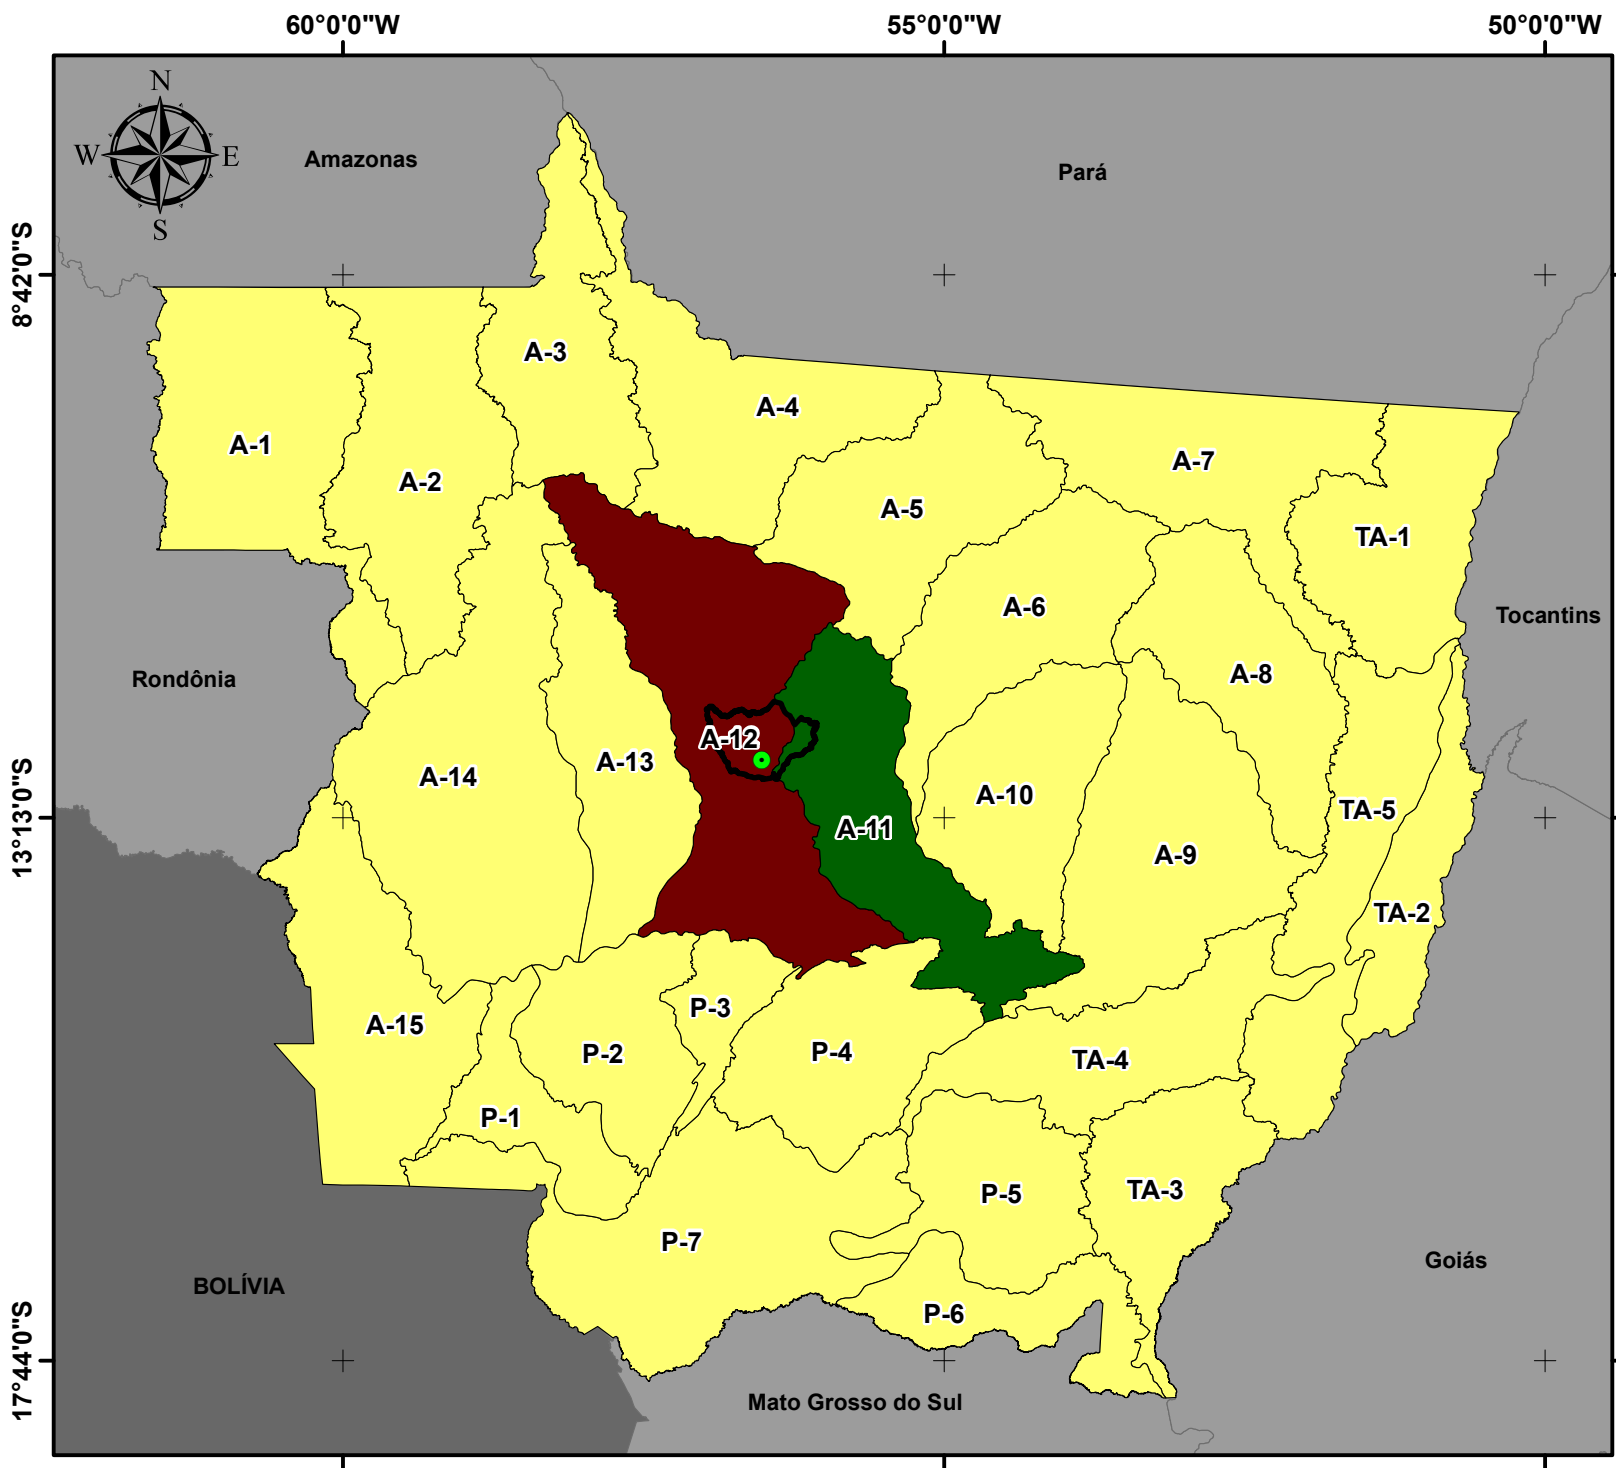 60°0'0"W
55°0'0"W
50°0'0"W
N
W
E
S
Amazonas
Pará
8°42'0"S
A-3
A-4
A-1
A-7
A-2
A-5
TA-1
A-6
Tocantins
Rondônia
A-8
A-12
A-13
A-14
A-10
TA-5
13°13'0"S
A-11
A-9
TA-2
P-3
A-15
P-2
P-4
TA-4
P-1
P-5
TA-3
P-7
Goiás
BOLÍVIA
P-6
17°44'0"S
Mato Grosso do Sul